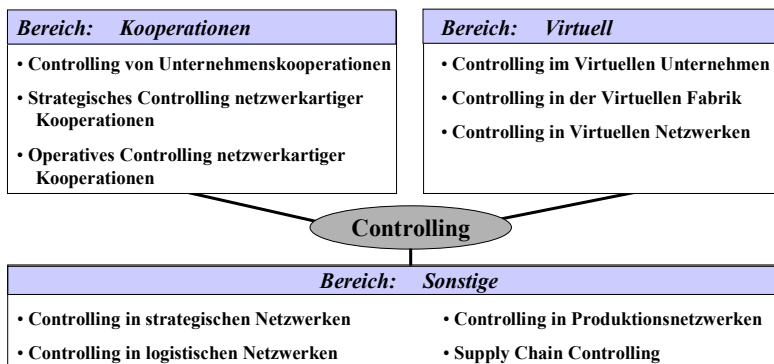 Bereich: Kooperationen
• Controlling von Unternehmenskooperationen
• Strategisches Controlling netzwerkartiger
Kooperationen
• Operatives Controlling netzwerkartiger
Kooperationen
Bereich: Virtuell
• Controlling im Virtuellen Unternehmen
• Controlling in der Virtuellen Fabrik
• Controlling in Virtuellen Netzwerken
Controlling
Bereich: Sonstige
• Controlling in strategischen Netzwerken
• Controlling in logistischen Netzwerken
• Controlling in Produktionsnetzwerken
• Supply Chain Controlling